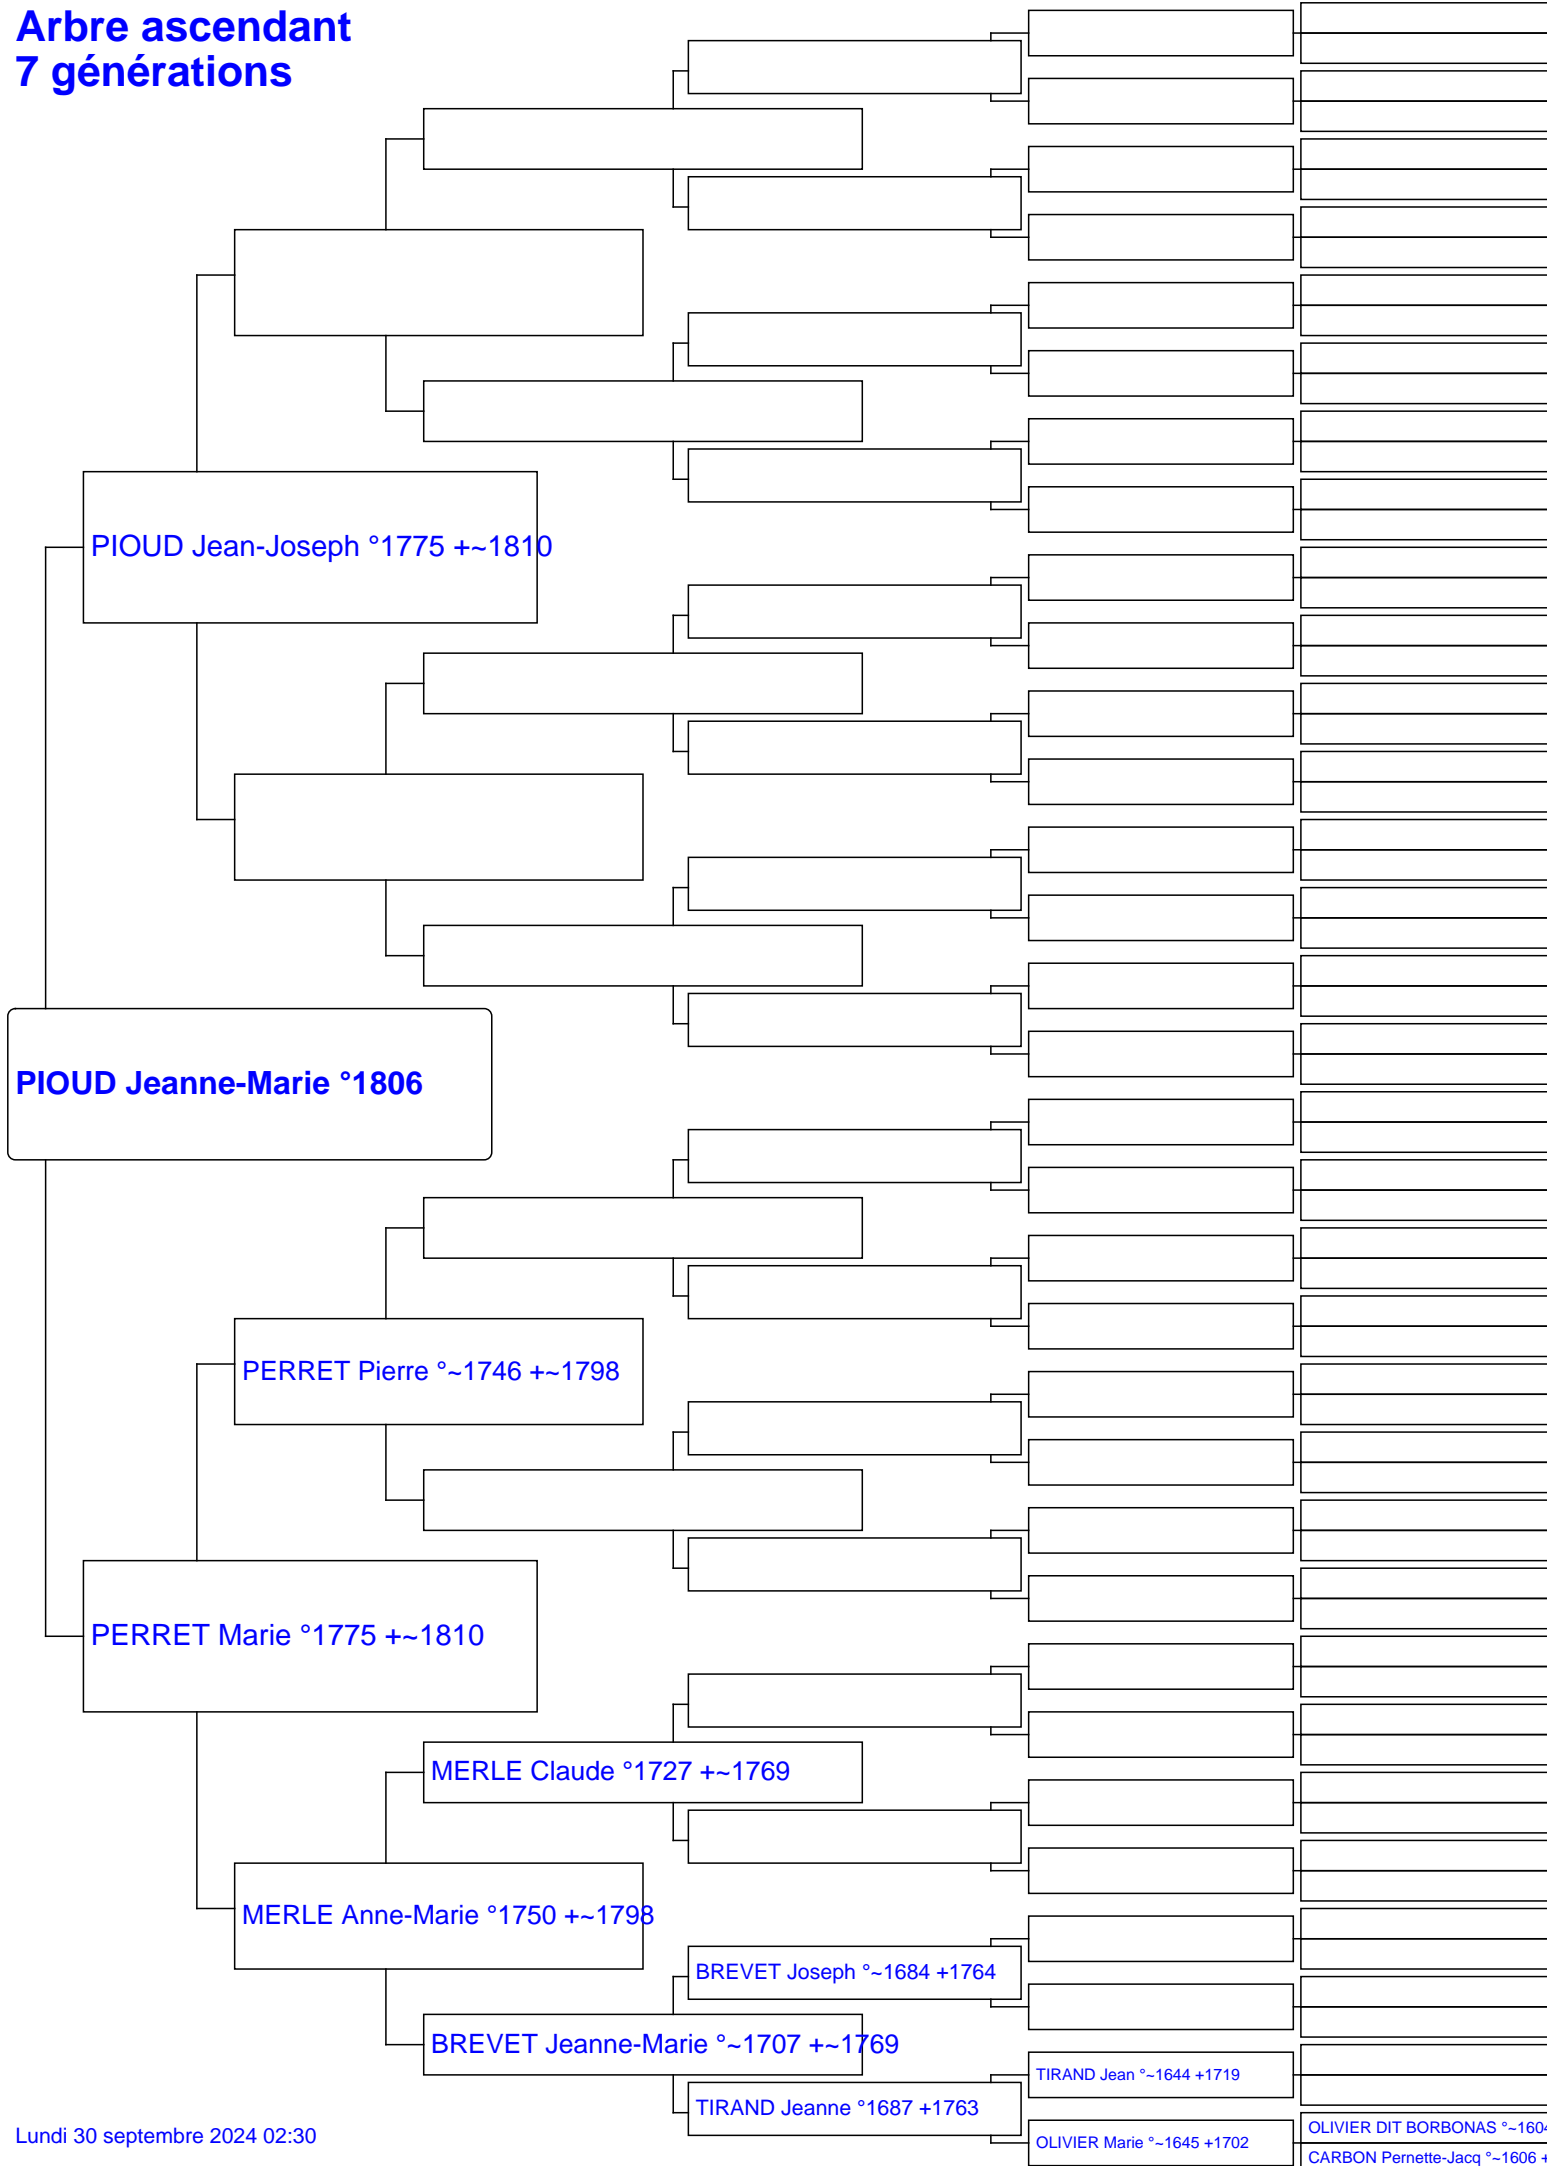 Arbre ascendant
7 générations
PIOUD Jean-Joseph °1775 +~1810
PIOUD Jeanne-Marie °1806
PERRET Pierre °~1746 +~1798
PERRET Marie °1775 +~1810
MERLE Claude °1727 +~1769
MERLE Anne-Marie °1750 +~1798
BREVET Joseph °~1684 +1764
BREVET Jeanne-Marie °~1707 +~1769
TIRAND Jean °~1644 +1719
TIRAND Jeanne °1687 +1763
OLIVIER DIT BORBONAS °~1604
OLIVIER Marie °~1645 +1702
CARBON Pernette-Jacq °~1606 +
Lundi 30 septembre 2024 02:30